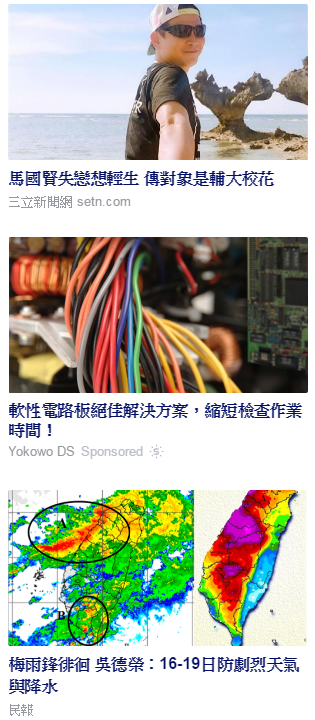 馬國賢失戀想輕生 傳對象是輔大校花
三立新聞網 setn.com
軟性電路板絕佳解決方案，縮短檢查作業
時間！
Yokowo DS Sponsored
A
B
梅雨鋒徘徊 吳德榮：16-19日防劇烈天氣
與降水
民報